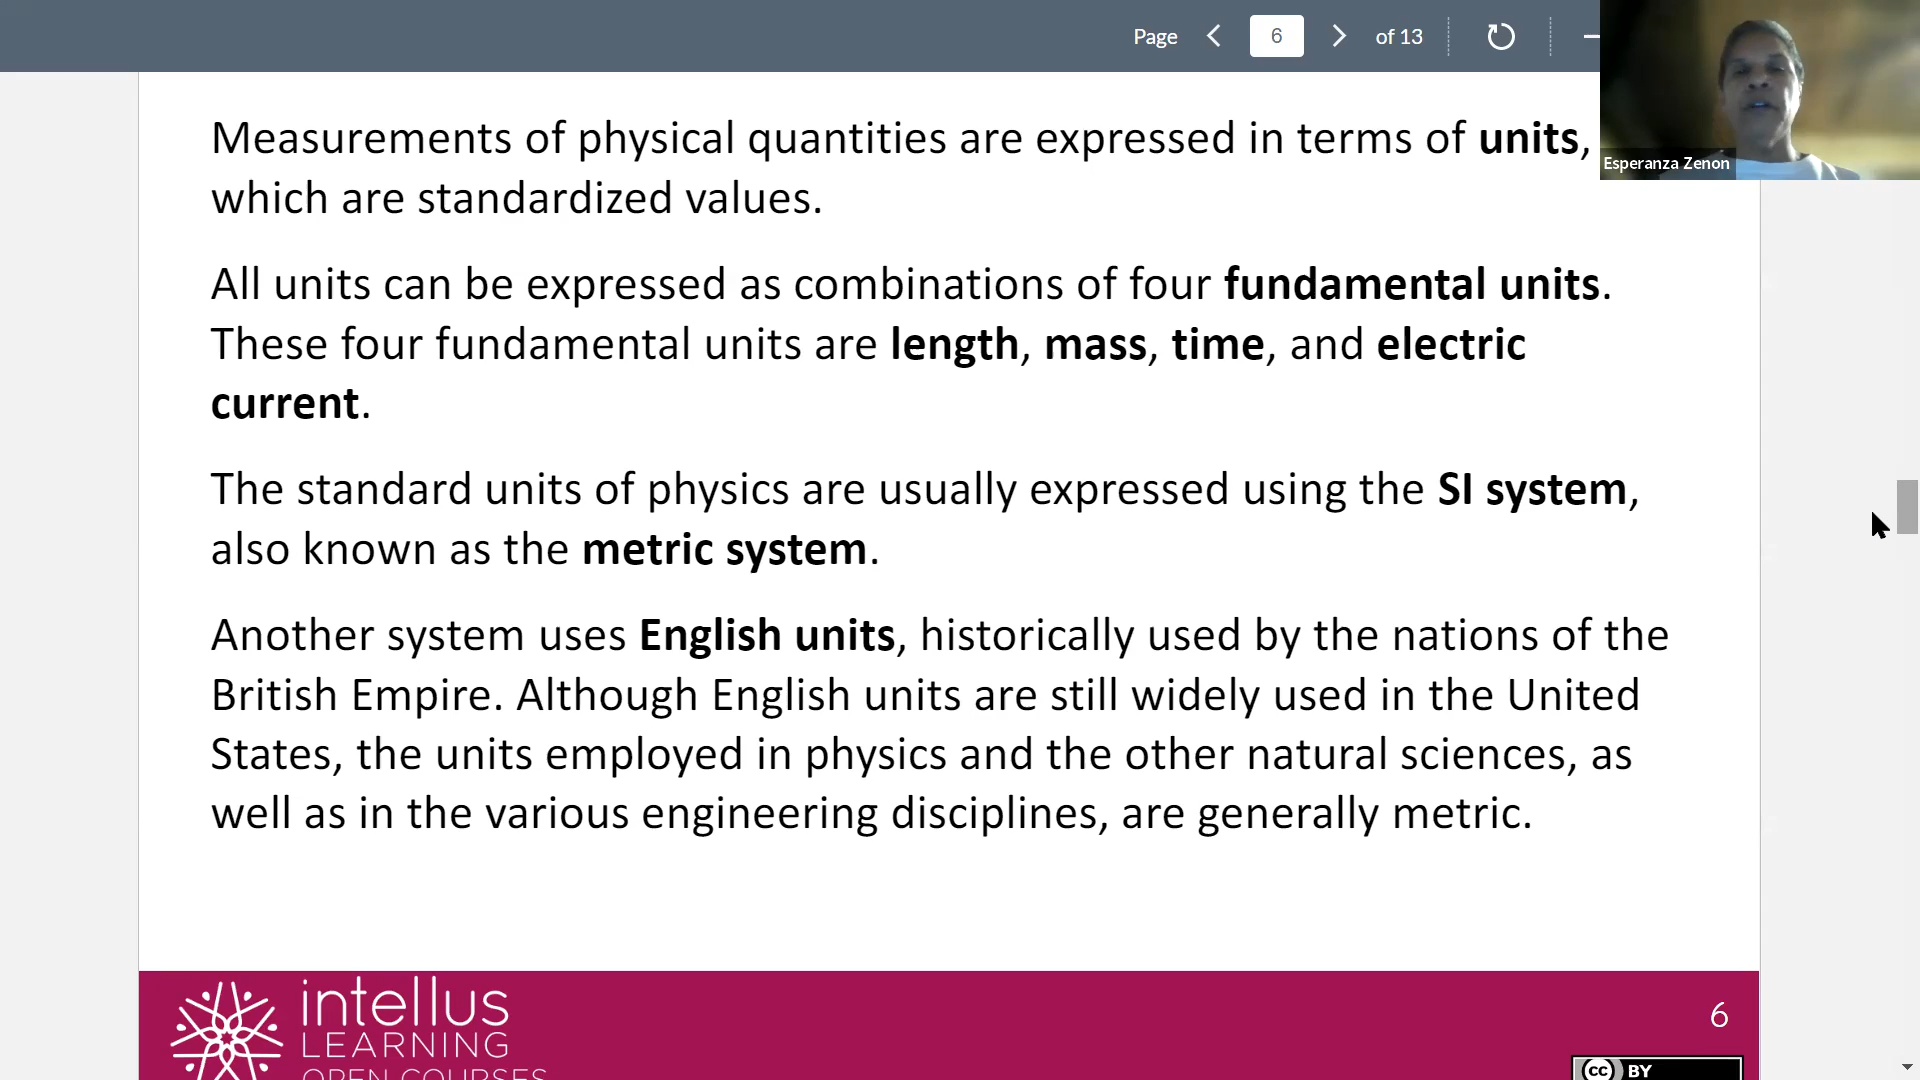 Page 6 of 13
Esperanza Zenon
Measurements of physical quantities are expressed in terms of units,
which are standardized values.
All units can be expressed as combinations of four fundamental units.
These four fundamental units are length, mass, time, and electric
current.
The standard units of physics are usually expressed using the SI system,
also known as the metric system.
Another system uses English units, historically used by the nations of the
British Empire. Although English units are still widely used in the United
States, the units employed in physics and the other natural sciences, as
well as in the various engineering disciplines, are generally metric.
intellus
LEARNING
OPEN COURSES
6
cc BY